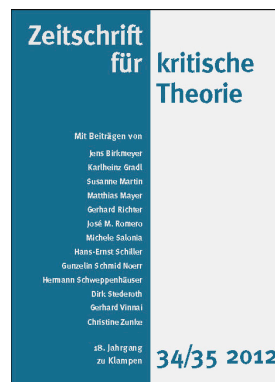 Zeitschrift
für kritische
Theorie
Mit Beiträgen von
Jens Birkmeyer
Karlheinz Gradl
Susanne Martin
Matthias Mayer
Gerhard Richter
José M. Romero
Michele Salonia
Hans-Ernst Schiller
Gunzelin Schmid Noerr
Hermann Schweppenhäuser
Dirk Stederoth
Gerhard Vinnai
Christine Zunke
18. Jahrgang
zu Klampen
34/35 2012